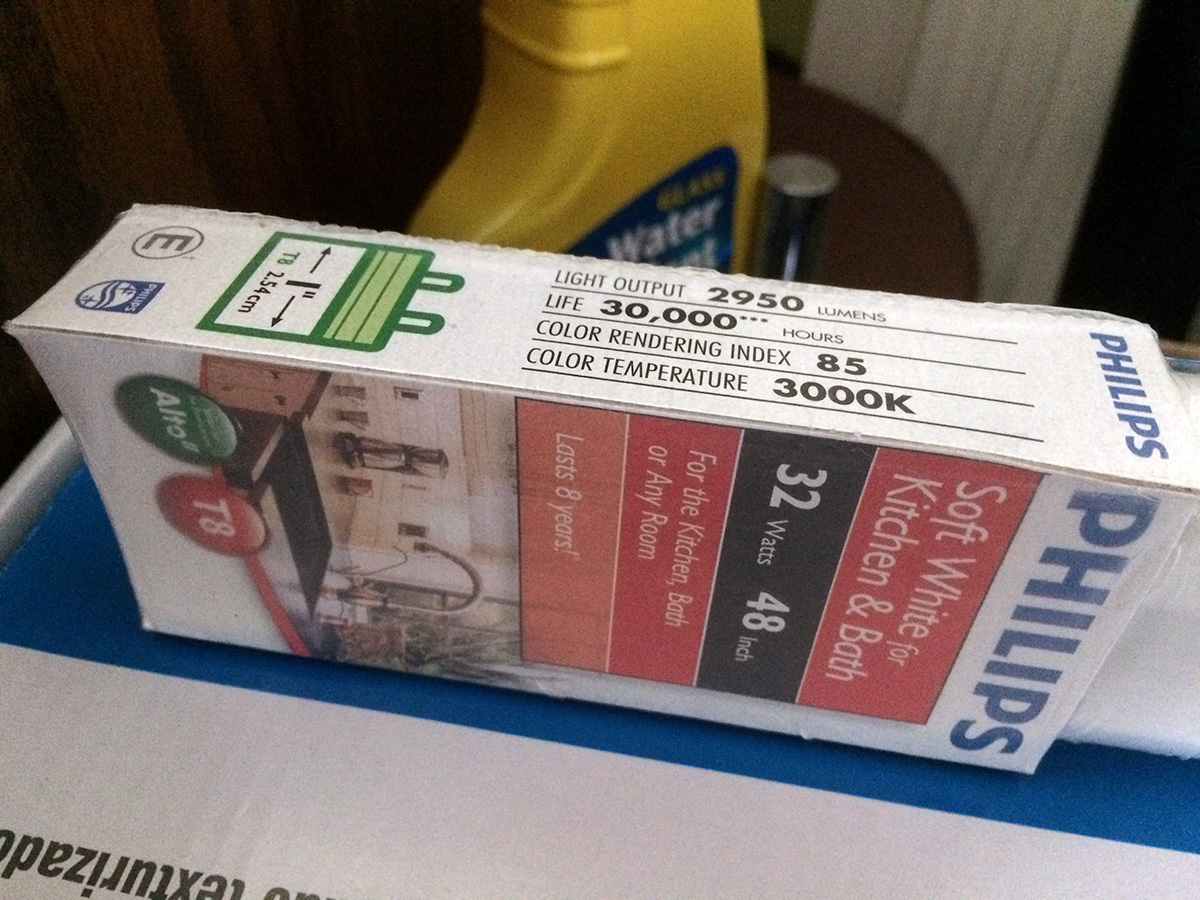 E
PHILIPS
T8 2.54cm
1"
LIGHT OUTPUT 2950 LUMENS
LIFE 30,000*** HOURS
COLOR RENDERING INDEX 85
COLOR TEMPERATURE 3000K
PHILIPS
PHILIPS
Soft White for
Kitchen & Bath
32 Watts 48 Inch
For the Kitchen, Bath
or Any Room
Lasts 8 years!
Alto
T8
GLASS
Water
texturizado